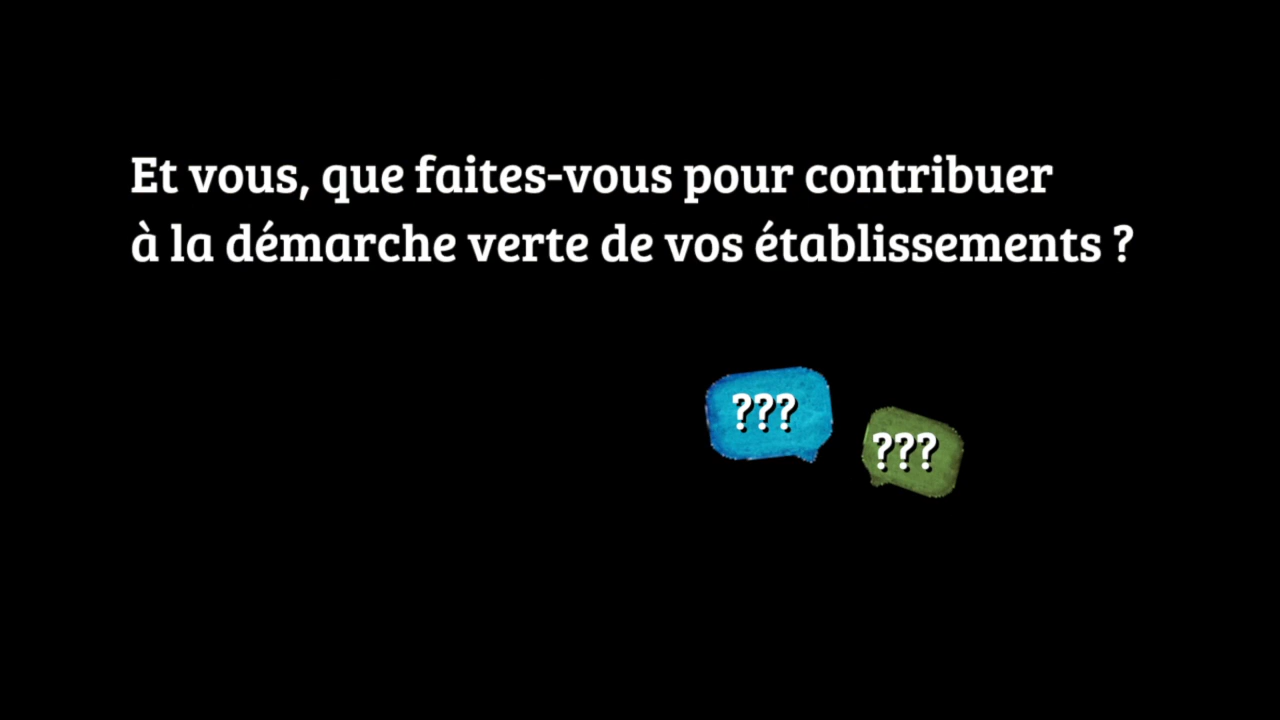 Et vous, que faites-vous pour contribuer
à la démarche verte de vos établissements ?
???
???